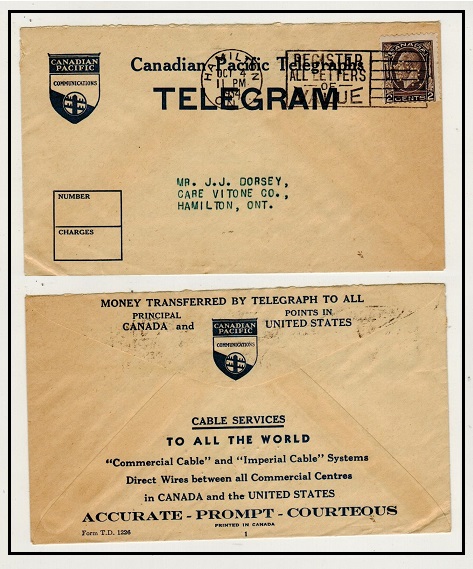 CANADIAN
PACIFIC
COMMUNICATIONS
Canadian Pacific Telegraphs
TELEGRAM
HAMILTON
OCT 4
11 PM
ONT
REGISTER
ALL LETTERS
OF
VALUE
CANADA
2 CENTS 2
MR. J.J. DORSEY,
CARE VITONE CO.,
HAMILTON, ONT.
NUMBER
CHARGES
MONEY TRANSFERRED BY TELEGRAPH TO ALL
PRINCIPAL POINTS IN
CANADA and UNITED STATES
CANADIAN
PACIFIC
COMMUNICATIONS
CABLE SERVICES
TO ALL THE WORLD
"Commercial Cable" and "Imperial Cable" Systems
Direct Wires between all Commercial Centres
in CANADA and the UNITED STATES
ACCURATE - PROMPT - COURTEOUS
PRINTED IN CANADA
Form T.D. 1226 1